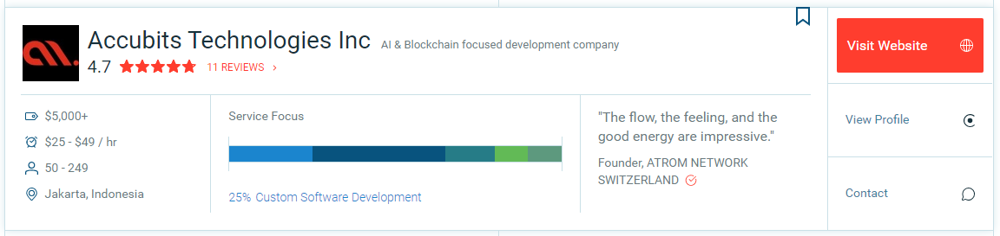 Accubits Technologies Inc AI & Blockchain focused development company
4.7 11 REVIEWS
$5,000+
$25 - $49 / hr
50 - 249
Jakarta, Indonesia
Service Focus
25% Custom Software Development
"The flow, the feeling, and the
good energy are impressive."
Founder, ATROM NETWORK
SWITZERLAND
Visit Website
View Profile
Contact